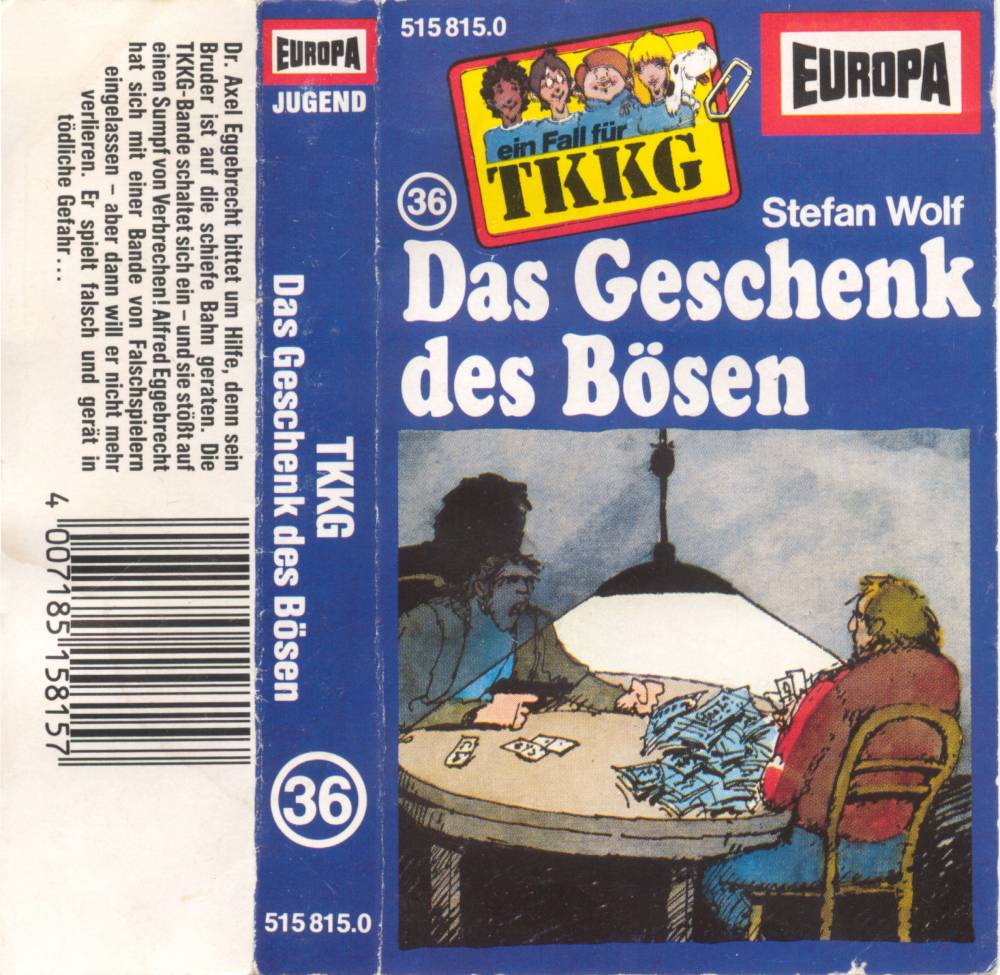 Dr. Axel Eggebrecht bittet um Hilfe, denn sein
Bruder ist auf die schiefe Bahn geraten. Die
TKKG-Bande schaltet sich ein – und sie stößt auf
einen Sumpf von Verbrechen! Alfred Eggebrecht
hat sich mit einer Bande von Falschspielern
eingelassen – aber dann will er nicht mehr
verlieren. Er spielt falsch und gerät in
tödliche Gefahr...
4 007185 158157
EUROPA
JUGEND
TKKG
Das Geschenk des Bösen
36
515 815.0
515 815.0
ein Fall für
TKKG
EUROPA
36
Stefan Wolf
Das Geschenk
des Bösen